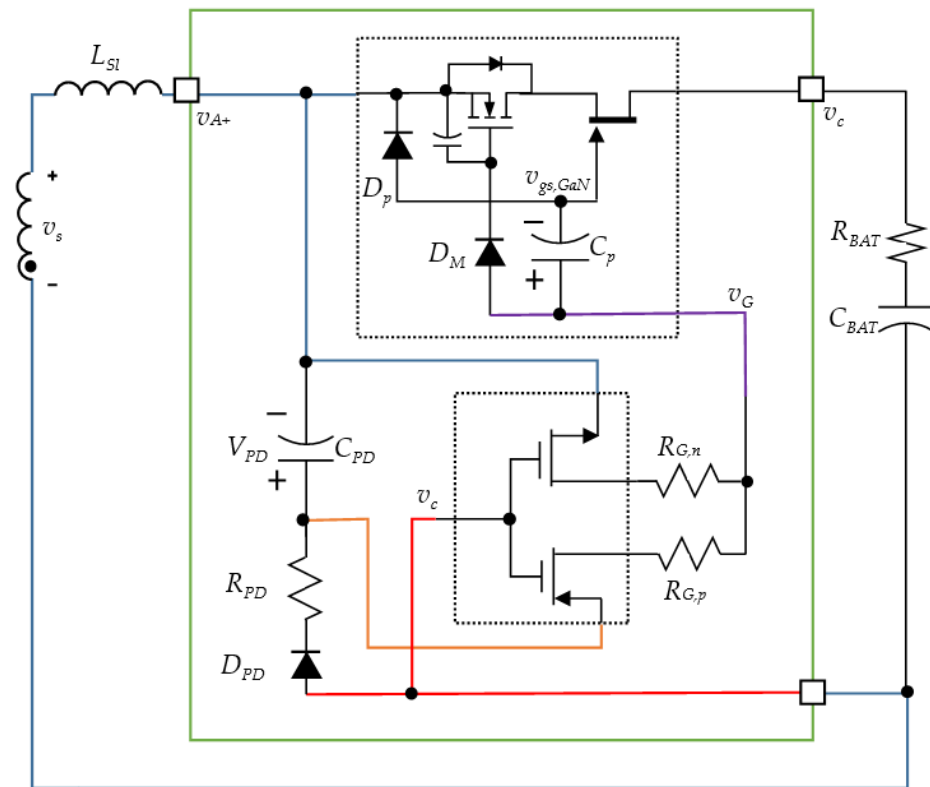 L_Sl
v_A+
v_c
+
v_s
-
D_p
v_gs,GaN
-
C_p
+
D_M
v_G
R_BAT
C_BAT
-
V_PD
C_PD
+
v_c
R_G,n
R_G,p
R_PD
D_PD